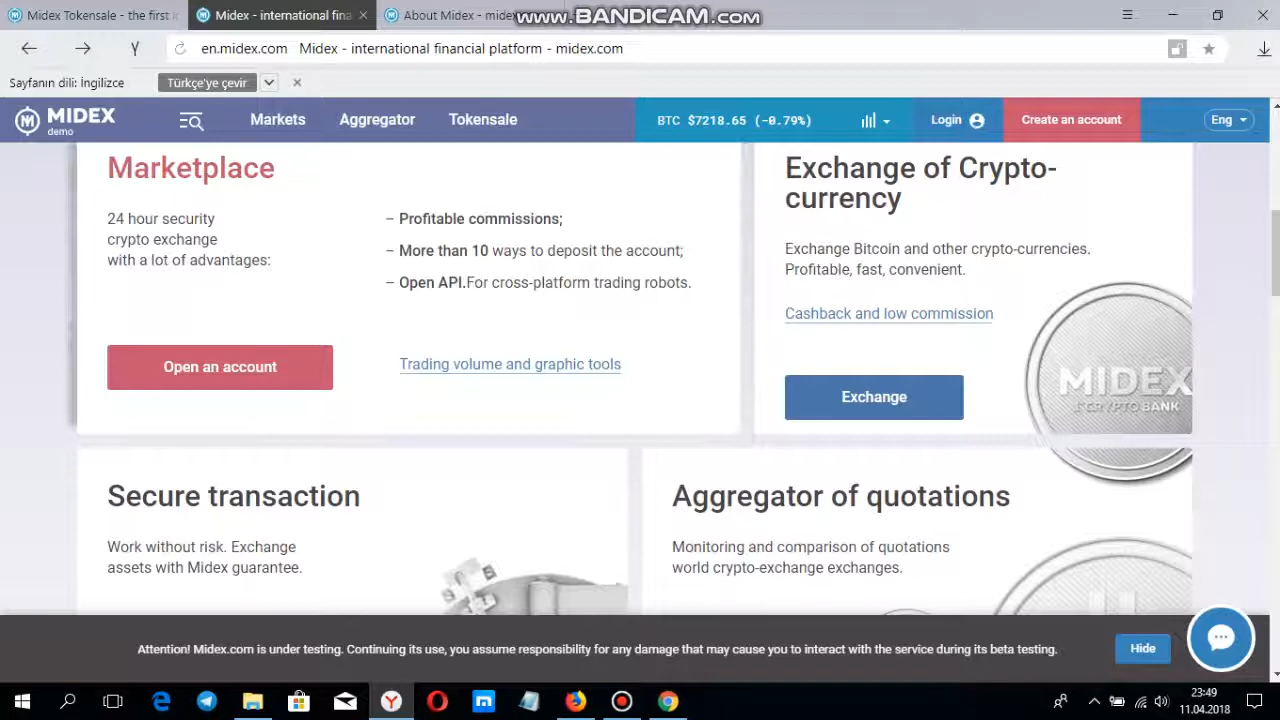 Midex Tokensale - the first i
Midex - international fina
About Midex - mide
www.BANDICAM.com
en.midex.com Midex - international financial platform - midex.com
Sayfanın dili: İngilizce
Türkçe'ye çevir
MIDEX
demo
Markets
Aggregator
Tokensale
BTC $7218.65 (-0.79%)
Login
Create an account
Eng
Marketplace
24 hour security
crypto exchange
with a lot of advantages:
– Profitable commissions;
– More than 10 ways to deposit the account;
– Open API.For cross-platform trading robots.
Open an account
Trading volume and graphic tools
Exchange of Crypto-
currency
Exchange Bitcoin and other crypto-currencies.
Profitable, fast, convenient.
Cashback and low commission
Exchange
MIDEX
CRYPTO BANK
Secure transaction
Work without risk. Exchange
assets with Midex guarantee.
Aggregator of quotations
Monitoring and comparison of quotations
world crypto-exchange exchanges.
Attention! Midex.com is under testing. Continuing its use, you assume responsibility for any damage that may cause you to interact with the service during its beta testing.
Hide
23:49
11.04.2018